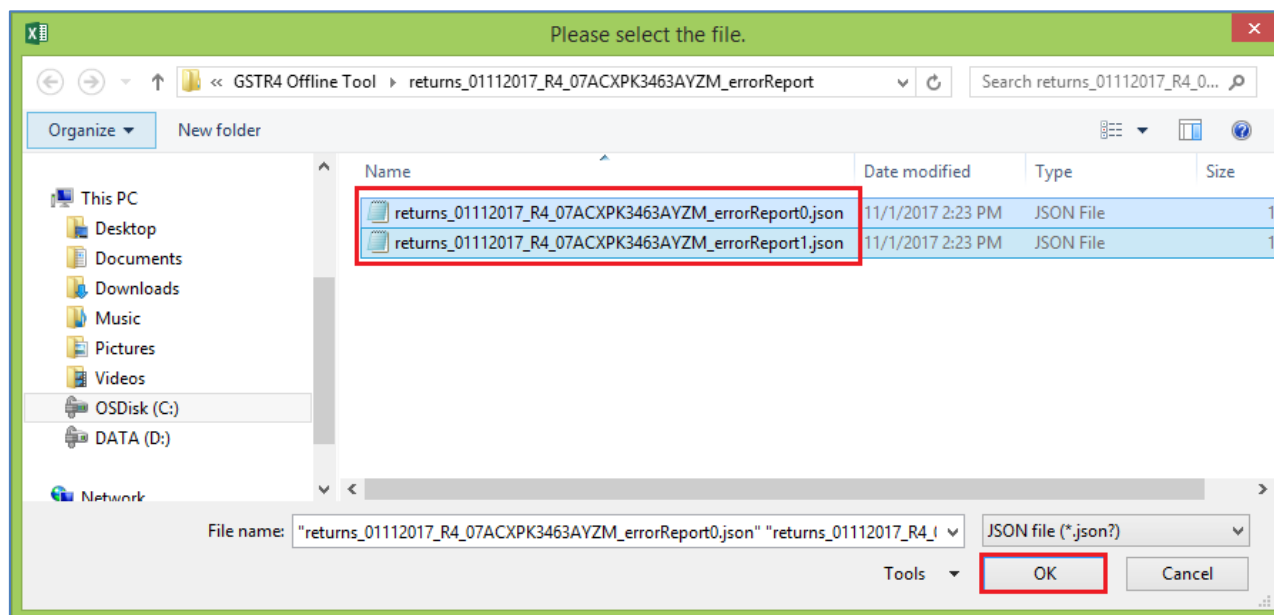 Please select the file.
« GSTR4 Offline Tool returns_01112017_R4_07ACXPK3463AYZM_errorReport
Search returns_01112017_R4_0...
Organize New folder
Name Date modified Type Size
This PC
Desktop
Documents
Downloads
Music
Pictures
Videos
OSDisk (C:)
DATA (D:)
Network
returns_01112017_R4_07ACXPK3463AYZM_errorReport0.json 11/1/2017 2:23 PM JSON File 1
returns_01112017_R4_07ACXPK3463AYZM_errorReport1.json 11/1/2017 2:23 PM JSON File 1
File name: "returns_01112017_R4_07ACXPK3463AYZM_errorReport0.json" "returns_01112017_R4_( JSON file (*.json?)
Tools OK Cancel